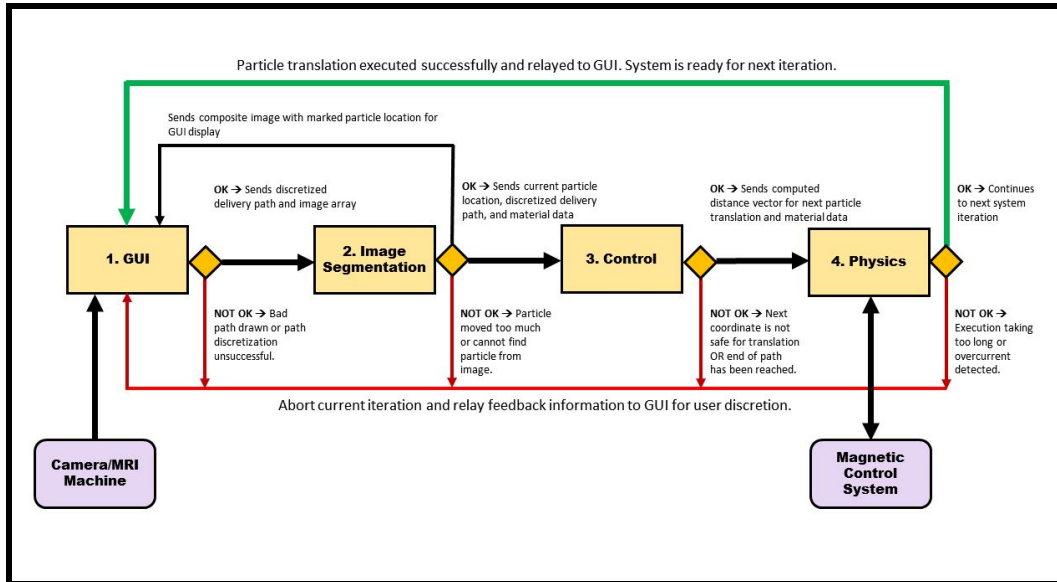 Particle translation executed successfully and relayed to GUI. System is ready for next iteration.
Sends composite image with marked particle location for
GUI display
OK → Sends discretized
delivery path and image array
OK → Sends current particle
location, discretized delivery
path, and material data
OK → Sends computed
distance vector for next particle
translation and material data
OK → Continues
to next system
iteration
1. GUI
2. Image
Segmentation
3. Control
4. Physics
NOT OK → Bad
path drawn or path
discretization
unsuccessful.
NOT OK → Particle
moved too much
or cannot find
particle from
image.
NOT OK → Next
coordinate is not
safe for translation
OR end of path
has been reached.
NOT OK →
Execution taking
too long or
overcurrent
detected.
Abort current iteration and relay feedback information to GUI for user discretion.
Camera/MRI
Machine
Magnetic
Control
System